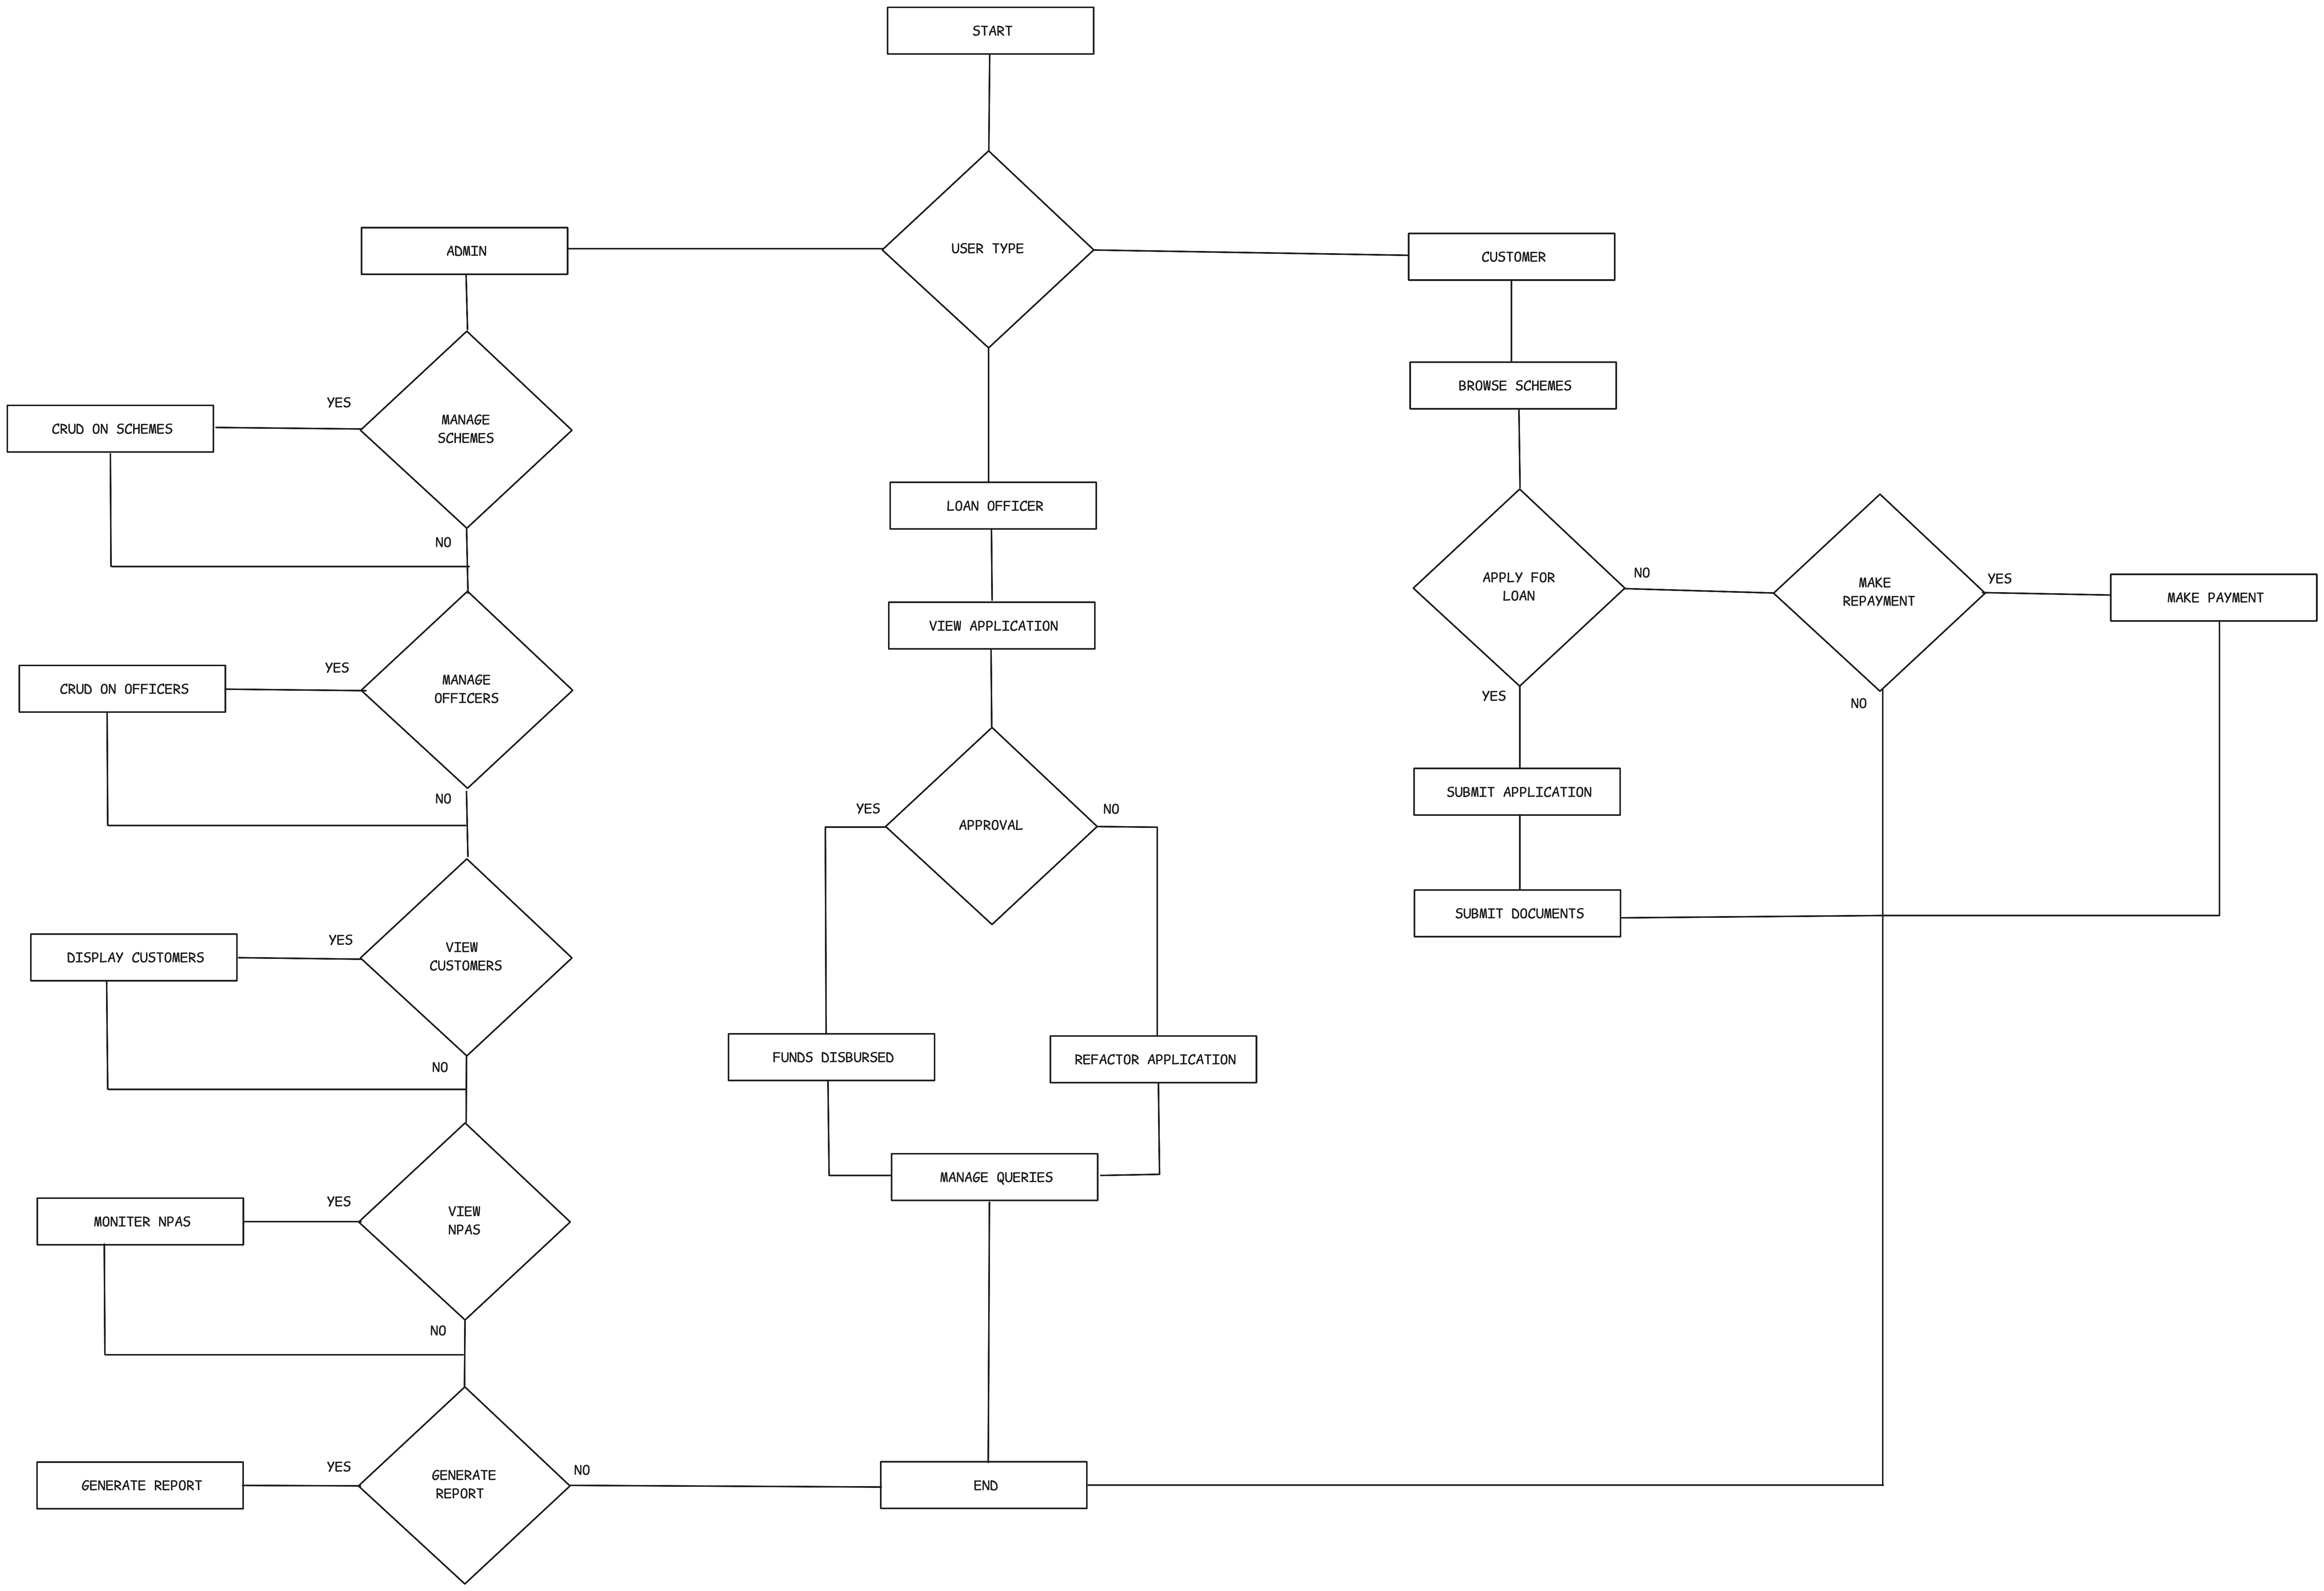 START
USER TYPE
ADMIN
CUSTOMER
BROWSE SCHEMES
YES
MANAGE
SCHEMES
CRUD ON SCHEMES
NO
LOAN OFFICER
APPLY FOR
LOAN
NO
MAKE
REPAYMENT
YES
MAKE PAYMENT
VIEW APPLICATION
YES
MANAGE
OFFICERS
CRUD ON OFFICERS
YES
NO
NO
YES
APPROVAL
NO
SUBMIT APPLICATION
SUBMIT DOCUMENTS
YES
VIEW
CUSTOMERS
DISPLAY CUSTOMERS
NO
FUNDS DISBURSED
REFACTOR APPLICATION
MANAGE QUERIES
YES
VIEW
NPAS
MONITER NPAS
NO
YES
GENERATE
REPORT
GENERATE REPORT
NO
END